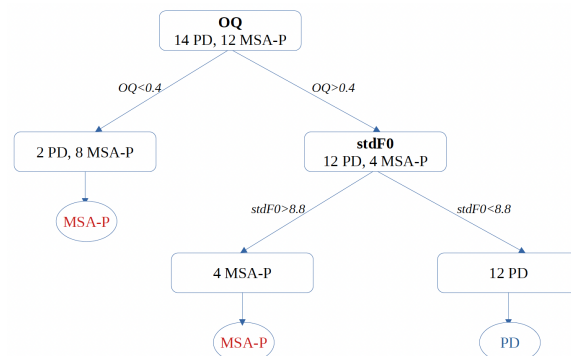 OQ
14 PD, 12 MSA-P
OQ<0.4
OQ>0.4
2 PD, 8 MSA-P
stdF0
12 PD, 4 MSA-P
MSA-P
stdF0>8.8
stdF0<8.8
4 MSA-P
12 PD
MSA-P
PD